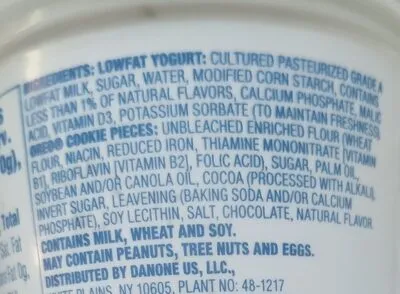 INGREDIENTS: LOWFAT YOGURT: CULTURED PASTEURIZED GRADE A
LOWFAT MILK, SUGAR, WATER, MODIFIED CORN STARCH, CONTAINS
LESS THAN 1% OF NATURAL FLAVORS, CALCIUM PHOSPHATE, MALIC
ACID, VITAMIN D3, POTASSIUM SORBATE (TO MAINTAIN FRESHNESS)
OREO® COOKIE PIECES: UNBLEACHED ENRICHED FLOUR (WHEAT
FLOUR, NIACIN, REDUCED IRON, THIAMINE MONONITRATE [VITAMIN
B1], RIBOFLAVIN [VITAMIN B2], FOLIC ACID), SUGAR, PALM OIL,
SOYBEAN AND/OR CANOLA OIL, COCOA (PROCESSED WITH ALKALI),
INVERT SUGAR, LEAVENING (BAKING SODA AND/OR CALCIUM
PHOSPHATE), SOY LECITHIN, SALT, CHOCOLATE, NATURAL FLAVOR.
CONTAINS MILK, WHEAT AND SOY.
MAY CONTAIN PEANUTS, TREE NUTS AND EGGS.
DISTRIBUTED BY DANONE US, LLC.,
PLAINS, NY 10605, PLANT NO: 48-1217
Total
Fat
Fat 0g,